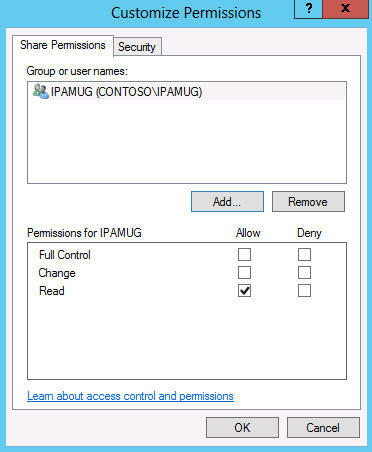 Customize Permissions
? x
Share Permissions Security
Group or user names:
IPAMUG (CONTOSO\IPAMUG)
Add... Remove
Permissions for IPAMUG Allow Deny
Full Control
Change
Read
Learn about access control and permissions
OK Cancel